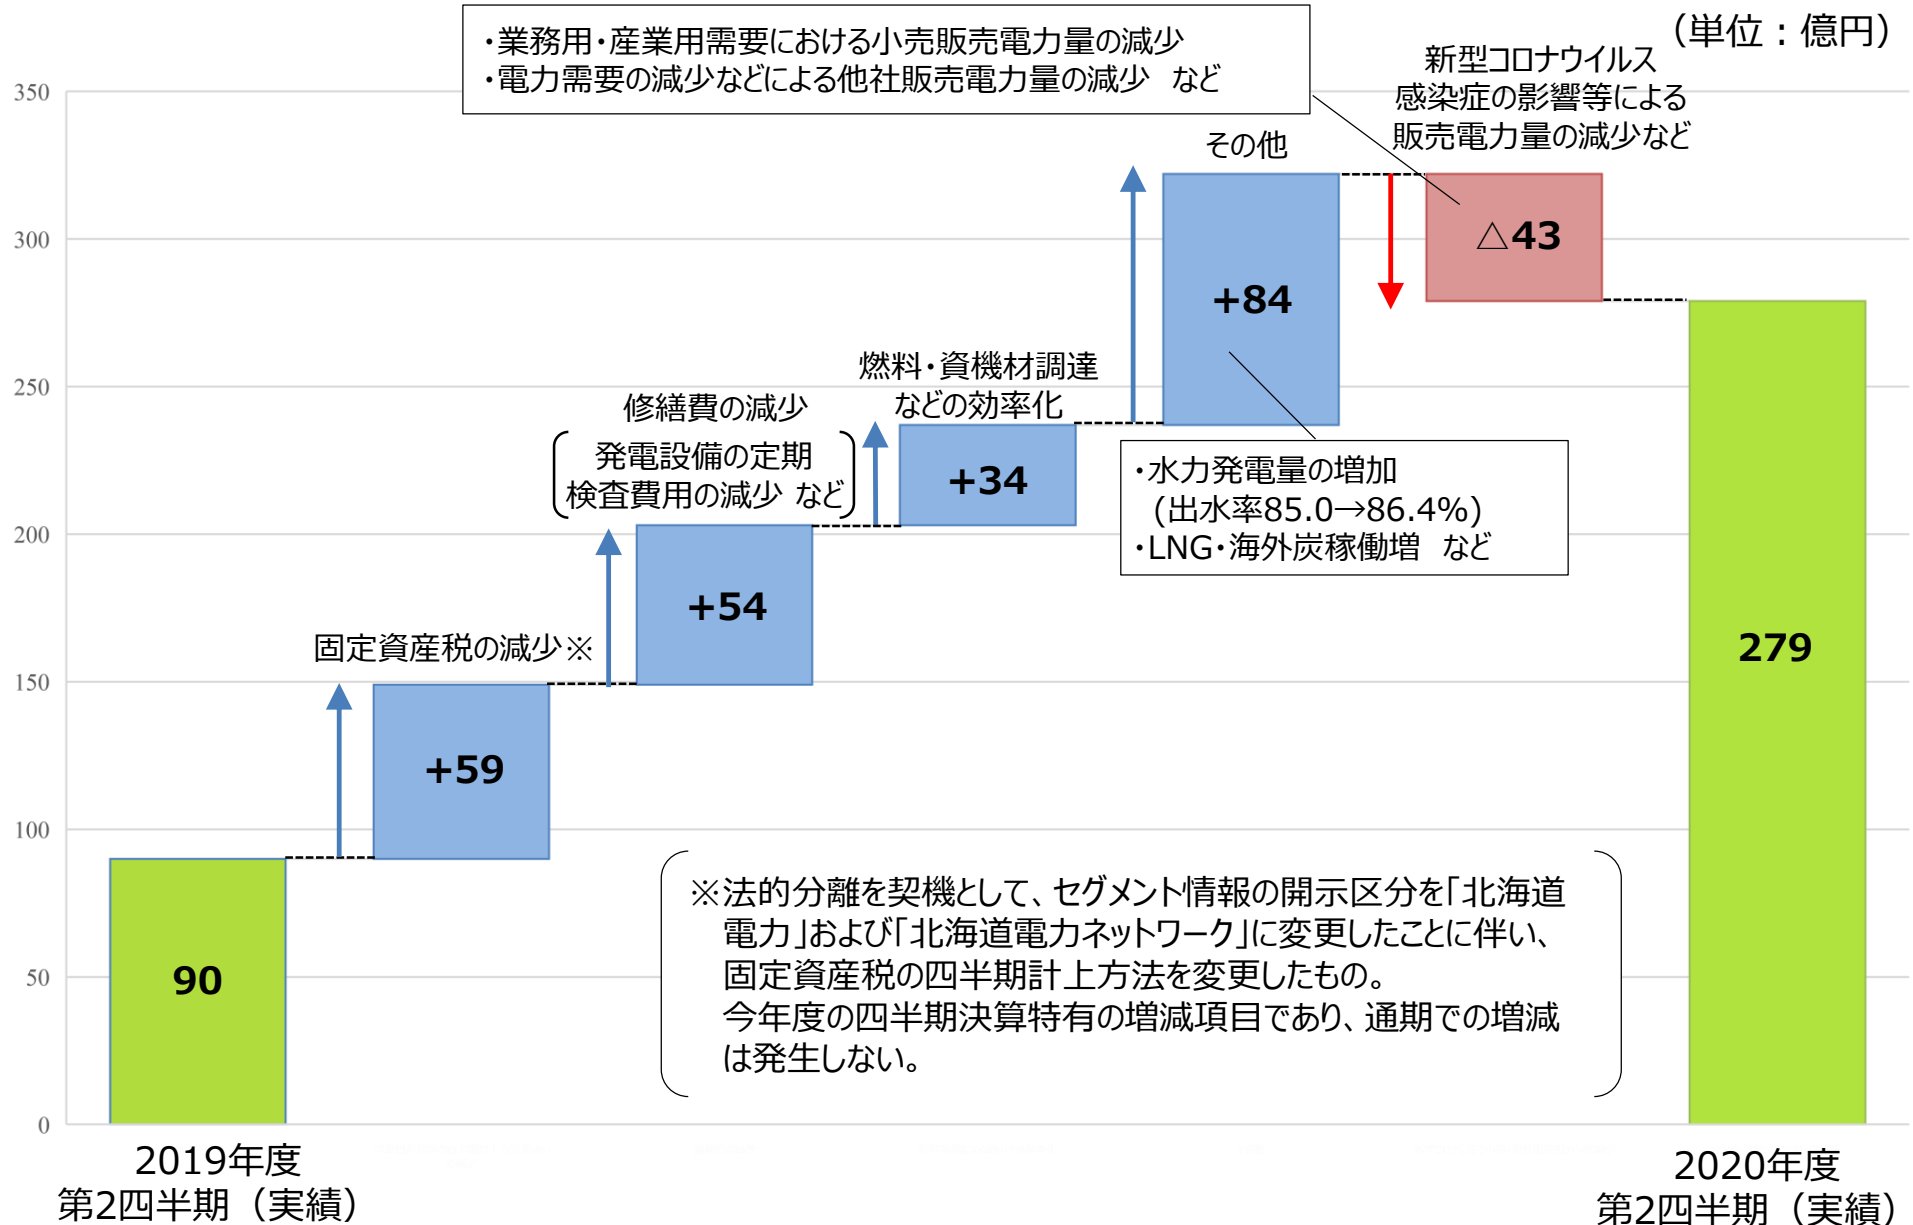 (単位：億円)
・業務用・産業用需要における小売販売電力量の減少
・電力需要の減少などによる他社販売電力量の減少　など
新型コロナウイルス
感染症の影響等による
販売電力量の減少など
350
300
250
200
150
100
50
0
その他
△43
+84
燃料・資機材調達
などの効率化
修繕費の減少
発電設備の定期
検査費用の減少 など
+34
・水力発電量の増加
(出水率85.0→86.4%)
・LNG・海外炭稼働増　など
+54
固定資産税の減少※
+59
279
90
※法的分離を契機として、セグメント情報の開示区分を「北海道
電力」および「北海道電力ネットワーク」に変更したことに伴い、
固定資産税の四半期計上方法を変更したもの。
今年度の四半期決算特有の増減項目であり、通期での増減
は発生しない。
2019年度
第2四半期（実績）
2020年度
第2四半期（実績）